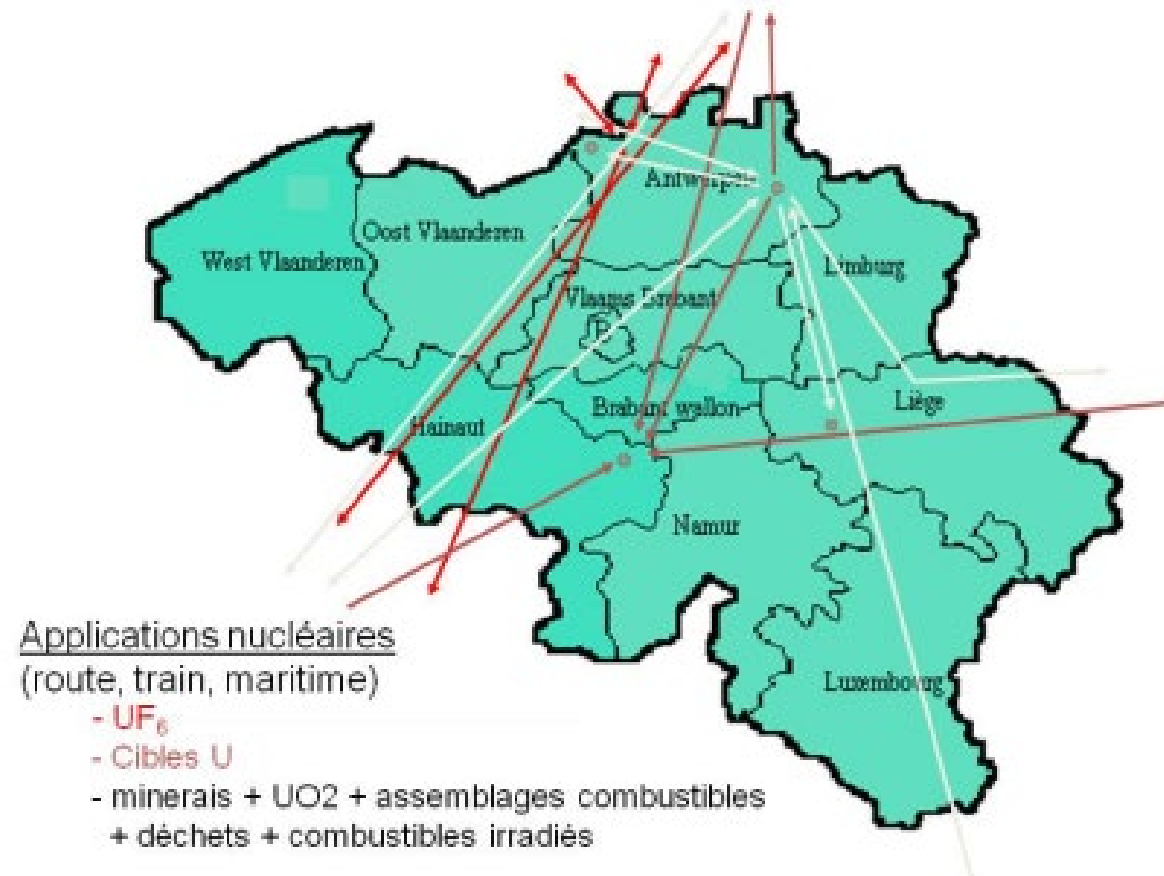 Antwerpen
Oost Vlaanderen
West Vlaanderen
Limburg
Vlaams Brabant
B
Brabant wallon
Liège
Hainaut
Namur
Applications nucléaires
(route, train, maritime)
Luxembourg
- UF₆
- Cibles U
- minerais + UO2 + assemblages combustibles
+ déchets + combustibles irradiés